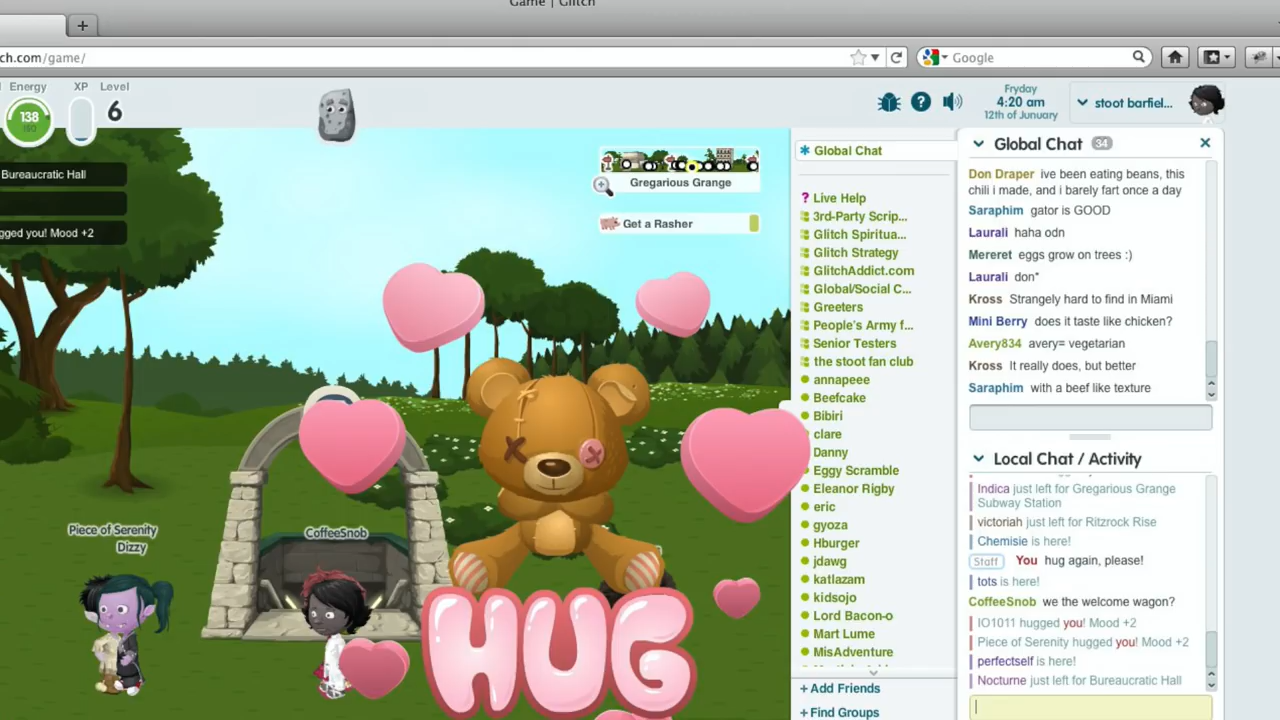 Game | Glitch
+
ch.com/game/
Google
Energy
XP
Level
138
150
6
Fryday
4:20 am
12th of Junuary
stoot barfiel...
Bureaucratic Hall
gged you! Mood +2
Gregarious Grange
Get a Rasher
Piece of Serenity
Dizzy
CoffeeSnob
HUG
Global Chat
? Live Help
3rd-Party Scrip...
Glitch Spiritua...
Glitch Strategy
GlitchAddict.com
Global/Social C...
Greeters
People's Army f...
Senior Testers
the stoot fan club
annapeee
Beefcake
Bibiri
clare
Danny
Eggy Scramble
Eleanor Rigby
eric
gyoza
Hburger
jdawg
katlazam
kidsojo
Lord Bacon-o
Mart Lume
MisAdventure
+ Add Friends
+ Find Groups
Global Chat 34
Don Draper ive been eating beans, this
chili i made, and i barely fart once a day
Saraphim gator is GOOD
Laurali haha odn
Mereret eggs grow on trees :)
Laurali don*
Kross Strangely hard to find in Miami
Mini Berry does it taste like chicken?
Avery834 avery= vegetarian
Kross It really does, but better
Saraphim with a beef like texture
Local Chat / Activity
Indica just left for Gregarious Grange
Subway Station
victoriah just left for Ritzrock Rise
Chemisie is here!
Staff You hug again, please!
tots is here!
CoffeeSnob we the welcome wagon?
IO1011 hugged you! Mood +2
Piece of Serenity hugged you! Mood +2
perfectself is here!
Nocturne just left for Bureaucratic Hall